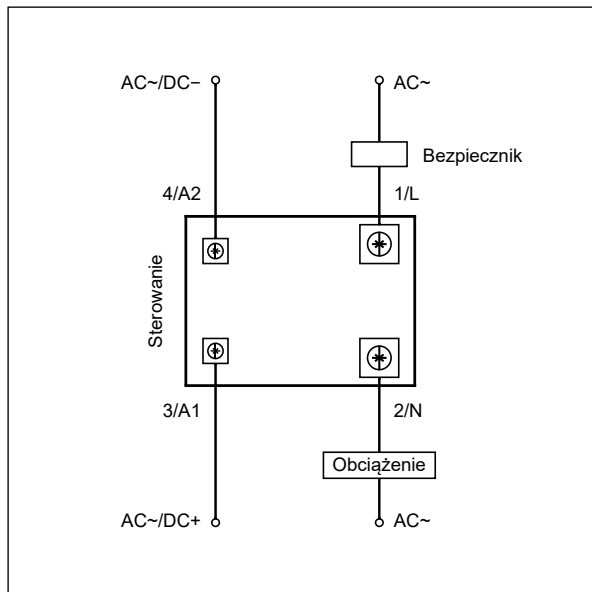 AC~/DC−
AC~
Bezpiecznik
4/A2
1/L
Sterowanie
3/A1
2/N
Obciążenie
AC~/DC+
AC~